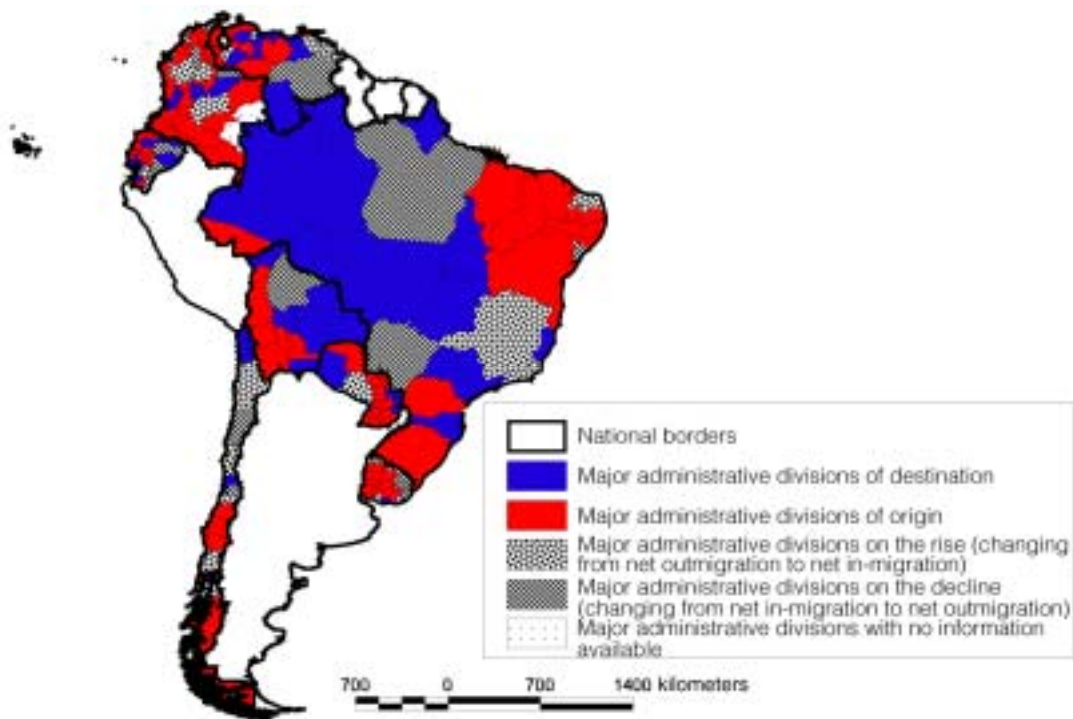 National borders
Major administrative divisions of destination
Major administrative divisions of origin
Major administrative divisions on the rise (changing
from net outmigration to net in-migration)
Major administrative divisions on the decline
(changing from net in-migration to net outmigration)
Major administrative divisions with no information
available
700 0 700 1400 kilometers